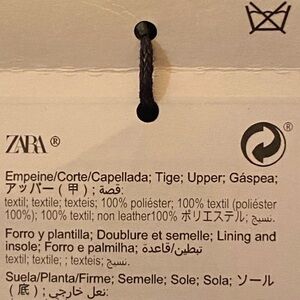 ZARA®
Empeine/Corte/Capellada; Tige; Upper; Gáspea;
アッパー (甲) ; قصة:
textil; textile; texteis; 100% poliéster; 100% textil (poliéster
100%); 100% textil; non leather100% ポリエステル; نسيج;
Forro y plantilla; Doublure et semelle; Lining and
insole; Forro e palmilha; تبطين/قاعدة:
textil; textile; ; texteis; نسيج;
Suela/Planta/Firme; Semelle; Sole; Sola; ソール
(底) ; نعل خارجي: